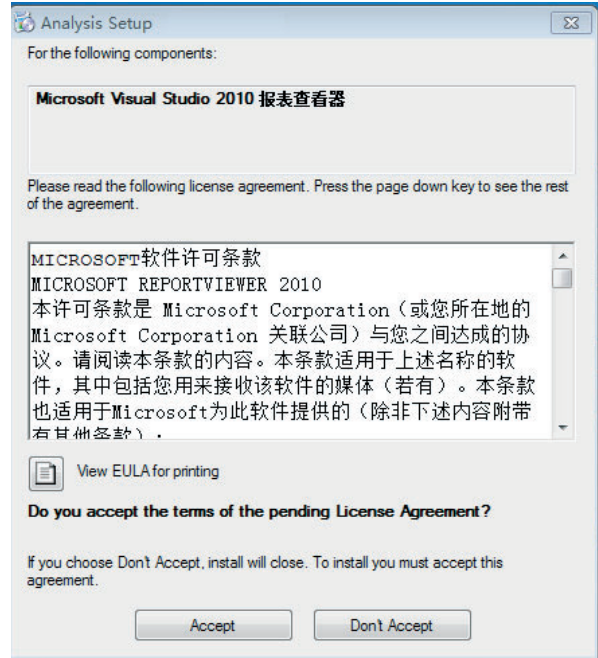 Analysis Setup
For the following components:
Microsoft Visual Studio 2010 报表查看器
Please read the following license agreement. Press the page down key to see the rest
of the agreement.
MICROSOFT软件许可条款
MICROSOFT REPORTVIEWER 2010
本许可条款是 Microsoft Corporation（或您所在地的
Microsoft Corporation 关联公司）与您之间达成的协
议。请阅读本条款的内容。本条款适用于上述名称的软
件，其中包括您用来接收该软件的媒体（若有）。本条款
也适用于Microsoft为此软件提供的（除非下述内容附带
有其他条款）：
View EULA for printing
Do you accept the terms of the pending License Agreement?
If you choose Don't Accept, install will close. To install you must accept this
agreement.
Accept
Don't Accept